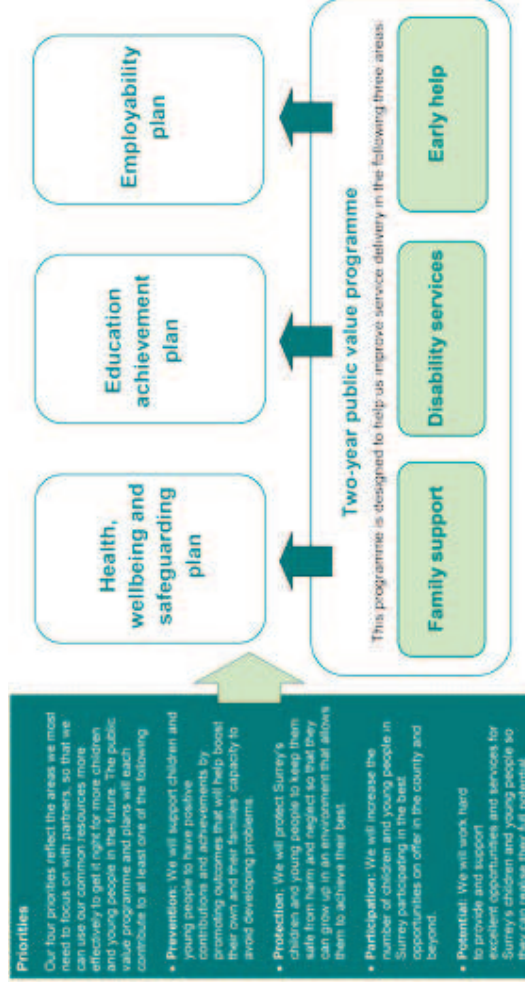 Priorities
Our four priorities reflect the areas we most
need to focus on with partners, so that we
can use our common resources more
effectively to get it right for more children
and young people in the future. The public
value programme and plans will each
contribute to at least one of the following
• Prevention: We will support children and
young people to have positive
contributions and achievements by
promoting outcomes that will help boost
their own and their families' capacity to
avoid developing problems.
• Protection: We will protect Surrey's
children and young people to keep them
safe from harm and neglect so that they
can grow up in an environment that allows
them to achieve their best.
• Participation: We will increase the
number of children and young people in
Surrey participating in the best
opportunities on offer in the county and
beyond.
• Potential: We will work hard
to provide and support
excellent opportunities and services for
Surrey's children and young people so
potential
Health,
wellbeing and
safeguarding
plan
Education
achievement
plan
Employability
plan
Two-year public value programme
This programme is designed to help us improve service delivery in the following three areas:
Family support
Disability services
Early help